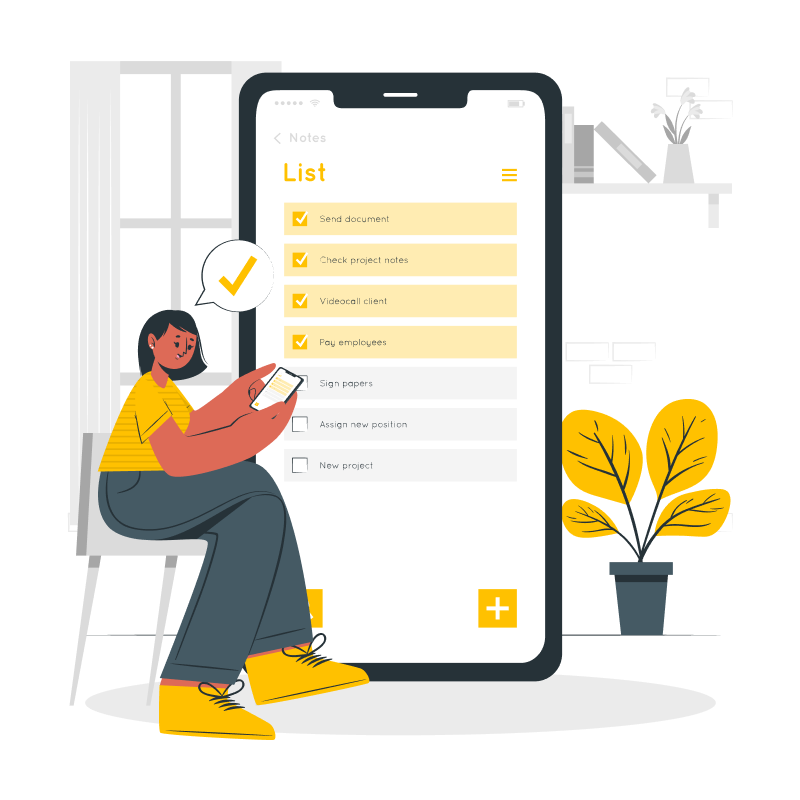 Notes
List
Send document
Check project notes
Videocall client
Pay employees
Sign papers
Assign new position
New project